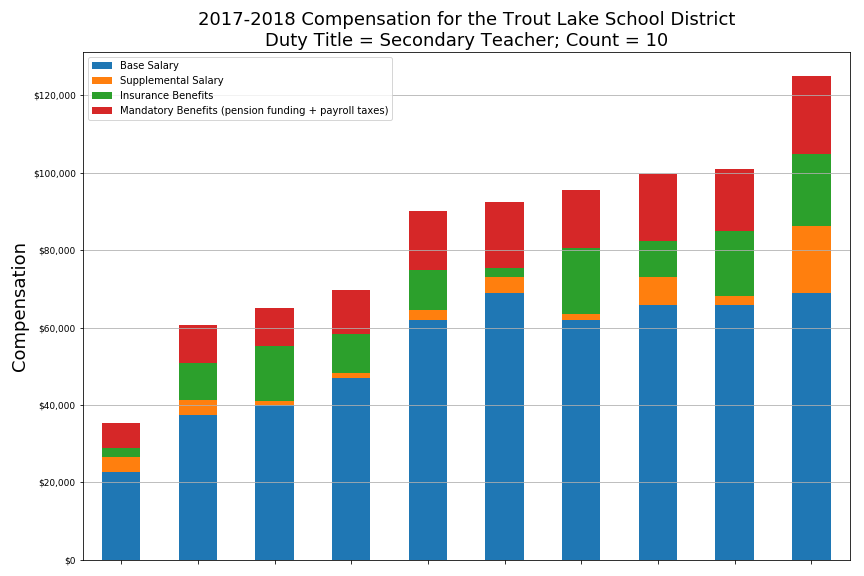 2017-2018 Compensation for the Trout Lake School District
Duty Title = Secondary Teacher; Count = 10
Base Salary
Supplemental Salary
Insurance Benefits
Mandatory Benefits (pension funding + payroll taxes)
Compensation
$120,000
$100,000
$80,000
$60,000
$40,000
$20,000
$0